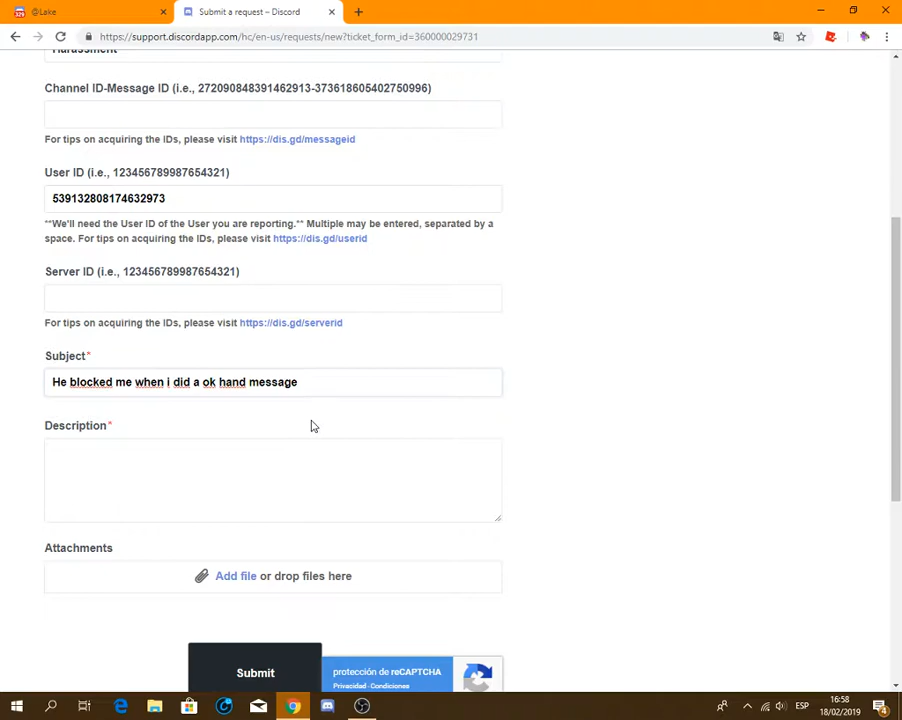 @Lake
Submit a request – Discord
https://support.discordapp.com/hc/en-us/requests/new?ticket_form_id=360000029731
Harassment
Channel ID-Message ID (i.e., 272090848391462913-373618605402750996)
For tips on acquiring the IDs, please visit https://dis.gd/messageid
User ID (i.e., 123456789987654321)
539132808174632973
**We'll need the User ID of the User you are reporting.** Multiple may be entered, separated by a
space. For tips on acquiring the IDs, please visit https://dis.gd/userid
Server ID (i.e., 123456789987654321)
For tips on acquiring the IDs, please visit https://dis.gd/serverid
Subject*
He blocked me when i did a ok hand message
Description*
Attachments
Add file or drop files here
Submit
protección de reCAPTCHA
Privacidad - Condiciones
ESP
16:58
18/02/2019
4